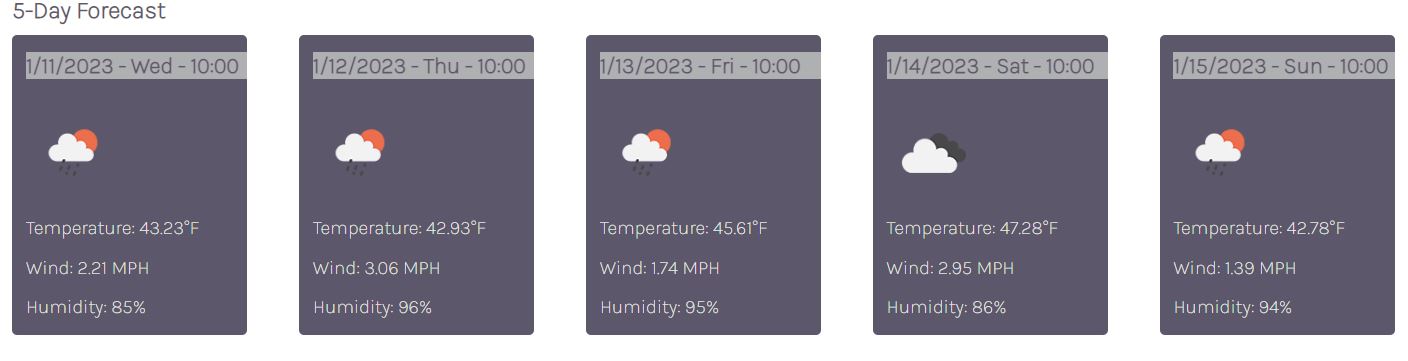 5-Day Forecast
1/11/2023 - Wed - 10:00
Temperature: 43.23°F
Wind: 2.21 MPH
Humidity: 85%
1/12/2023 - Thu - 10:00
Temperature: 42.93°F
Wind: 3.06 MPH
Humidity: 96%
1/13/2023 - Fri - 10:00
Temperature: 45.61°F
Wind: 1.74 MPH
Humidity: 95%
1/14/2023 - Sat - 10:00
Temperature: 47.28°F
Wind: 2.95 MPH
Humidity: 86%
1/15/2023 - Sun - 10:00
Temperature: 42.78°F
Wind: 1.39 MPH
Humidity: 94%